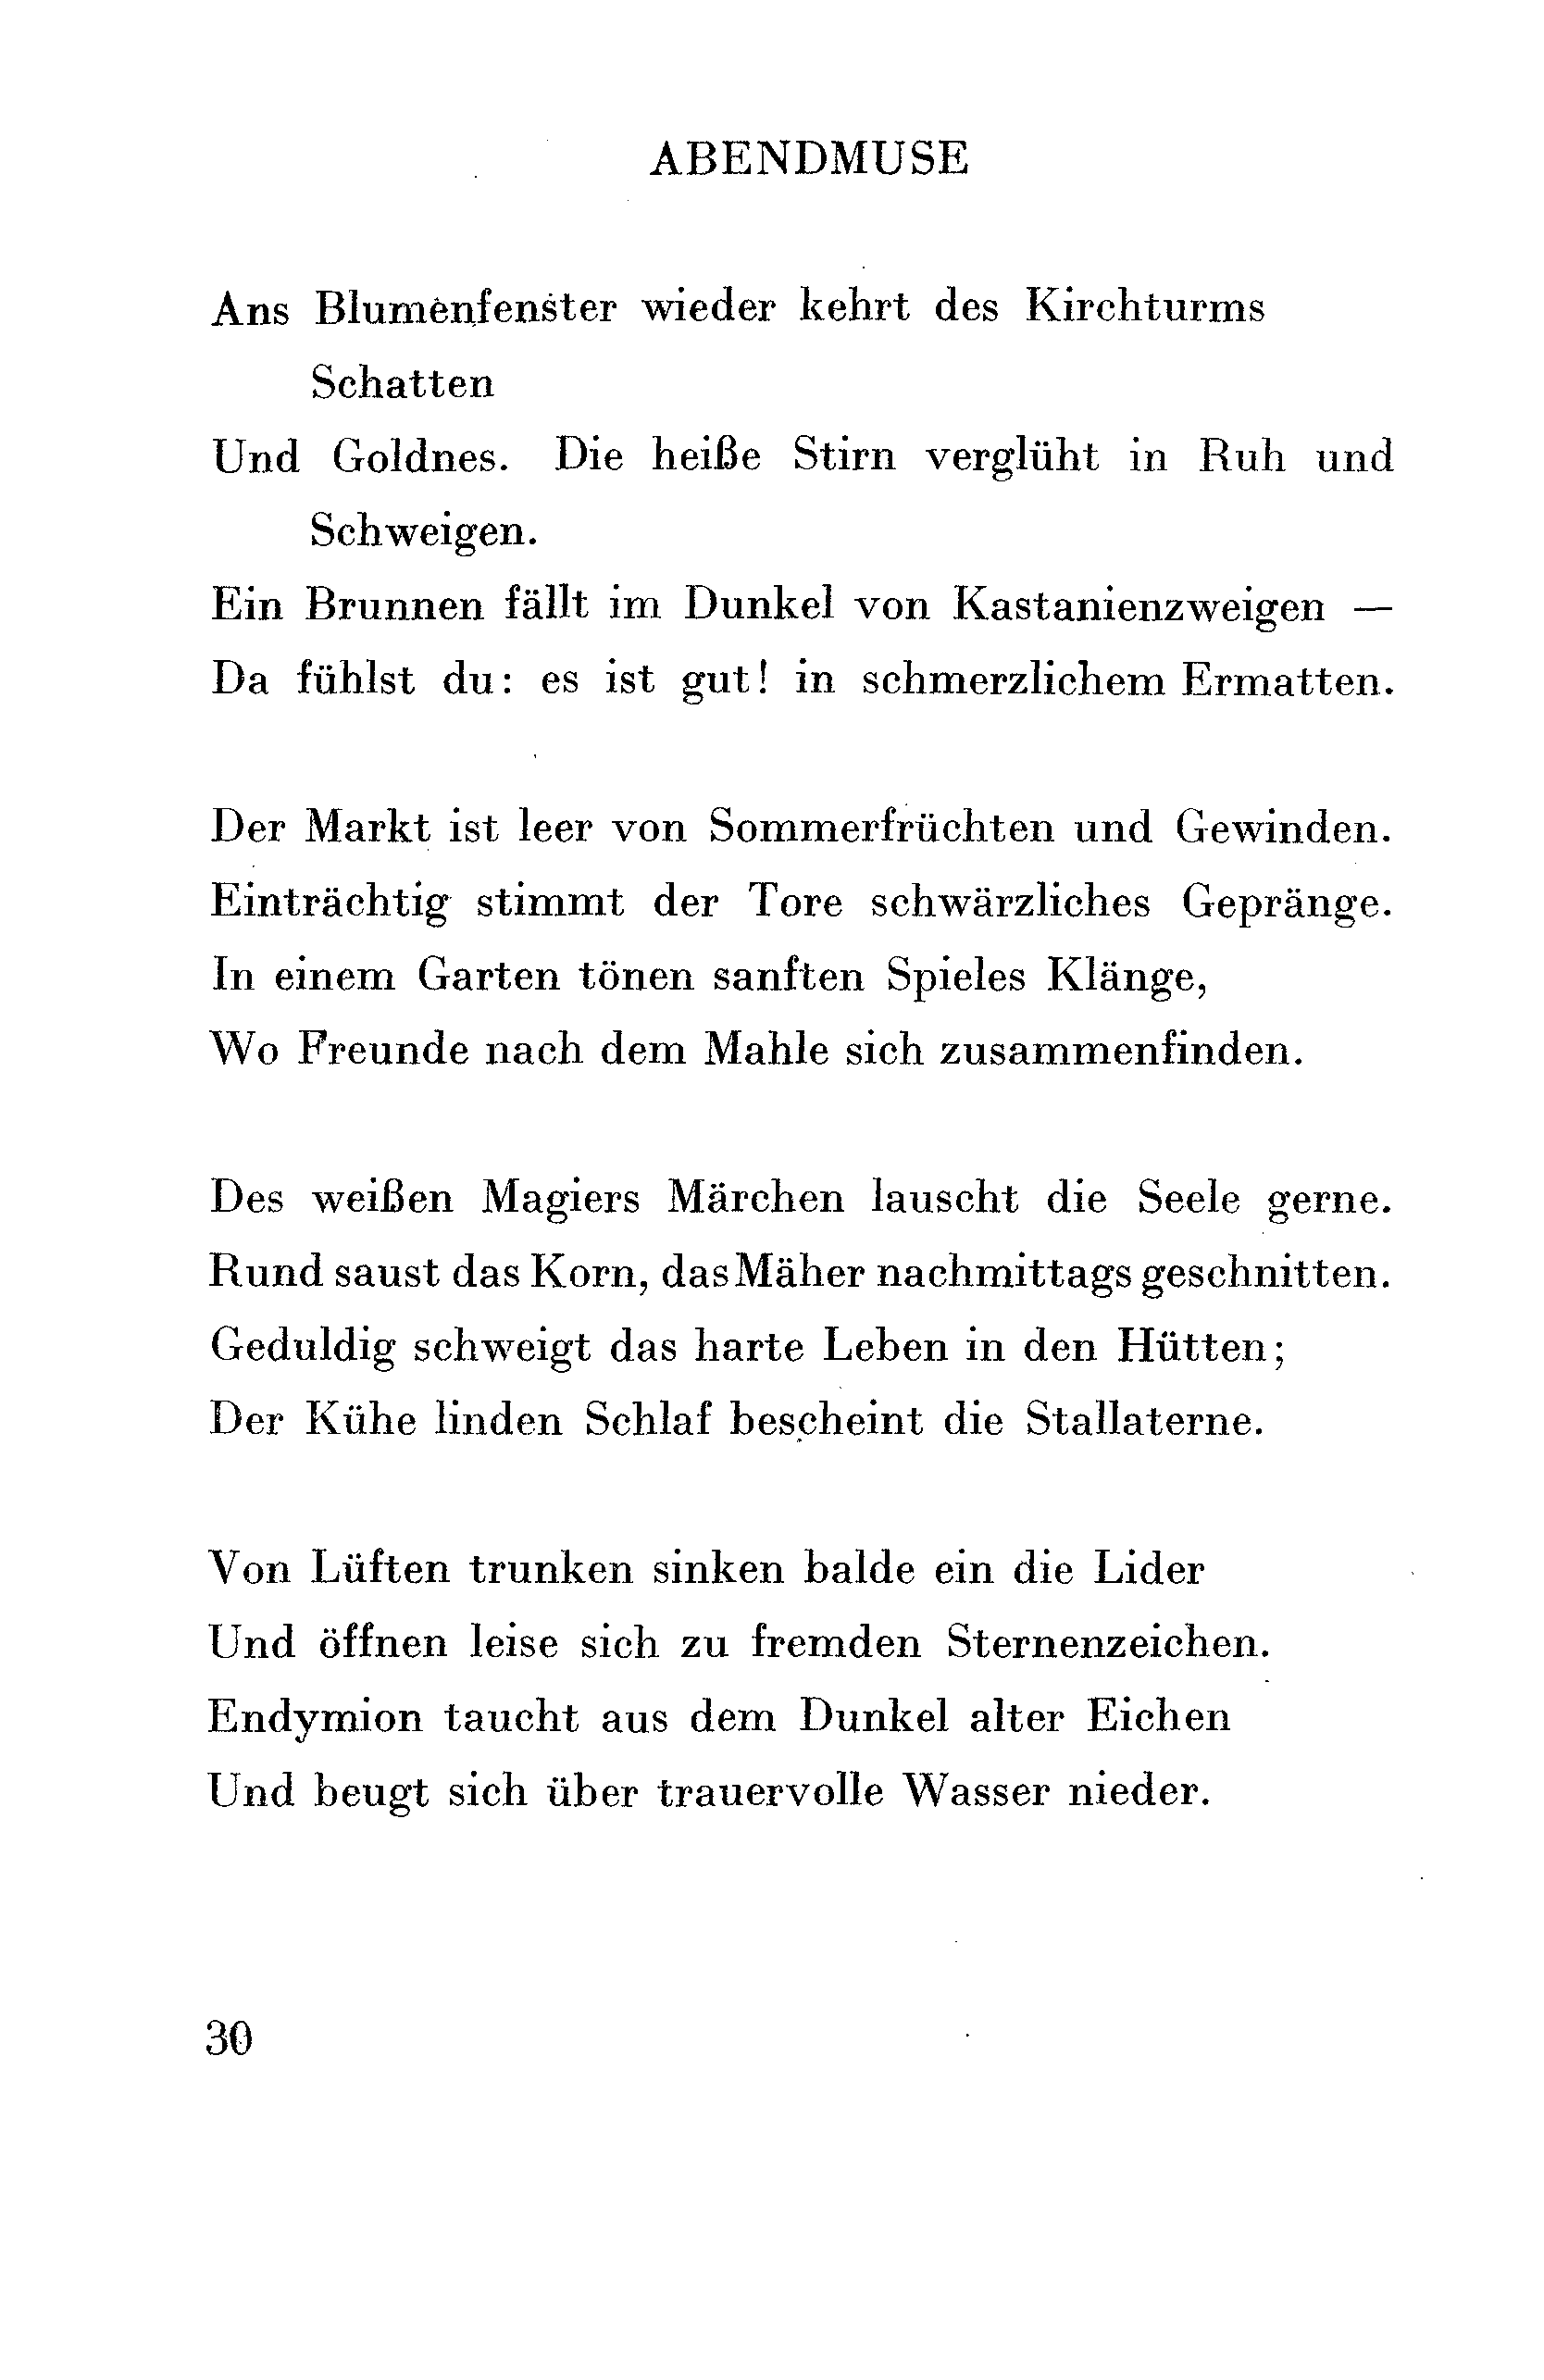 ABENDMUSE
Ans Blumenfenster wieder kehrt des Kirchturms
Schatten
Und Goldnes. Die heiße Stirn verglüht in Ruh und
Schweigen.
Ein Brunnen fällt im Dunkel von Kastanienzweigen —
Da fühlst du: es ist gut! in schmerzlichem Ermatten.
Der Markt ist leer von Sommerfrüchten und Gewinden.
Einträchtig stimmt der Tore schwärzliches Gepränge.
In einem Garten tönen sanften Spieles Klänge,
Wo Freunde nach dem Mahle sich zusammenfinden.
Des weißen Magiers Märchen lauscht die Seele gerne.
Rund saust das Korn, das Mäher nachmittags geschnitten.
Geduldig schweigt das harte Leben in den Hütten;
Der Kühe linden Schlaf bescheint die Stallaterne.
Von Lüften trunken sinken balde ein die Lider
Und öffnen leise sich zu fremden Sternenzeichen.
Endymion taucht aus dem Dunkel alter Eichen
Und beugt sich über trauervolle Wasser nieder.
30